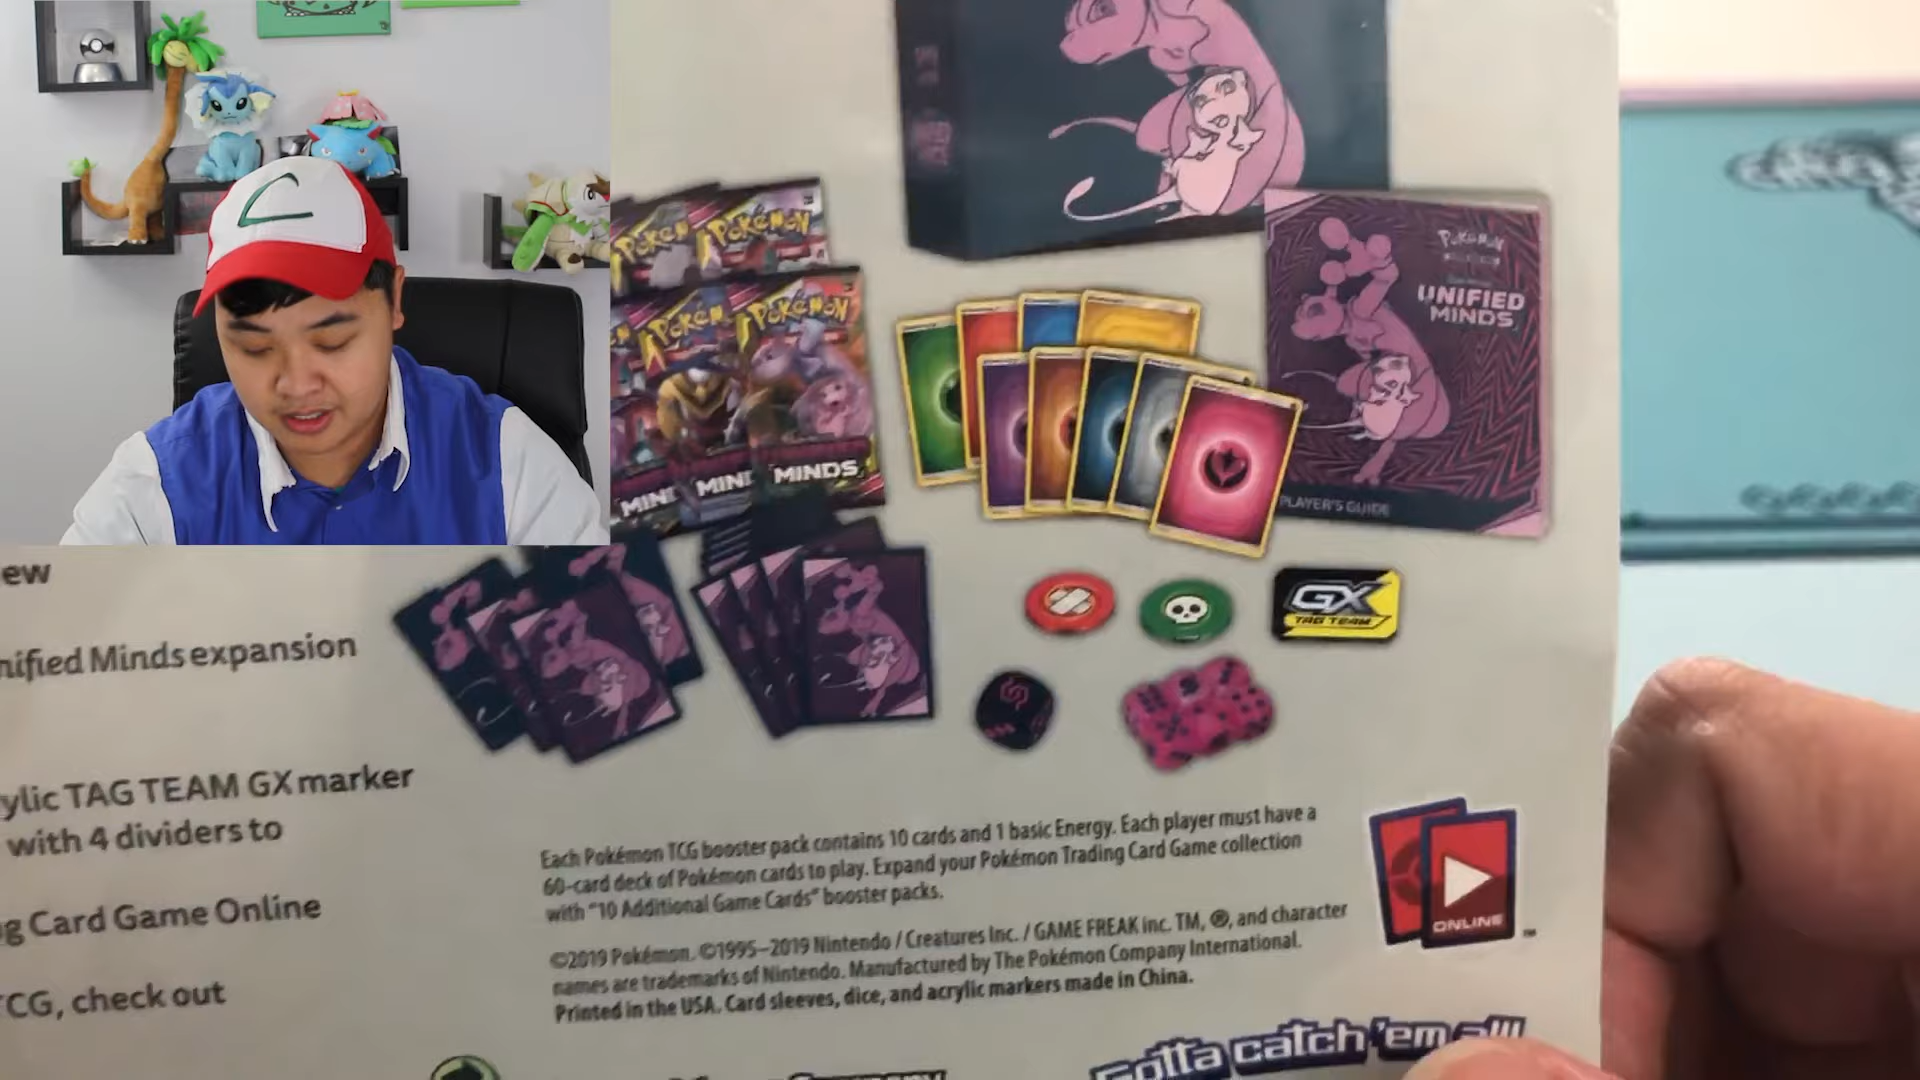 Pokémon
Pokémon
Pokémon
Pokémon
MINDS
Pokémon
UNIFIED
MINDS
PLAYER'S GUIDE
GX
TAG TEAM
ew
nified Minds expansion
ylic TAG TEAM GX marker
with 4 dividers to
g Card Game Online
TCG, check out
Each Pokémon TCG booster pack contains 10 cards and 1 basic Energy. Each player must have a
60-card deck of Pokémon cards to play. Expand your Pokémon Trading Card Game collection
with "10 Additional Game Cards" booster packs.
©2019 Pokémon. ©1995–2019 Nintendo / Creatures Inc. / GAME FREAK inc. TM, ®, and character
names are trademarks of Nintendo. Manufactured by The Pokémon Company International.
Printed in the USA. Card sleeves, dice, and acrylic markers made in China.
ONLINE
Gotta catch 'em all!